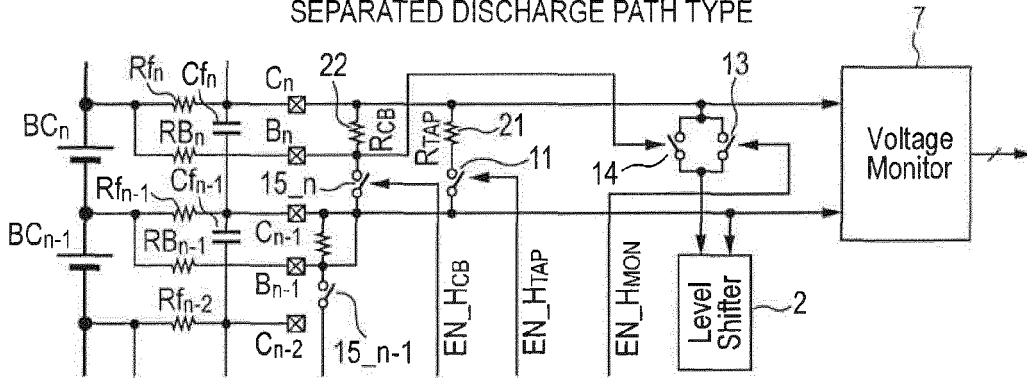 SEPARATED DISCHARGE PATH TYPE
7
Rfn
Cfn
Cn
22
13
BCn
RBn
Bn
RCB
RTAP
21
11
14
Voltage
Monitor
15_n
Rfn-1
Cfn-1
BCn-1
RBn-1
Cn-1
Bn-1
Rfn-2
Cn-2
15_n-1
EN_HCB
EN_HTAP
EN_HMON
Level
Shifter
2